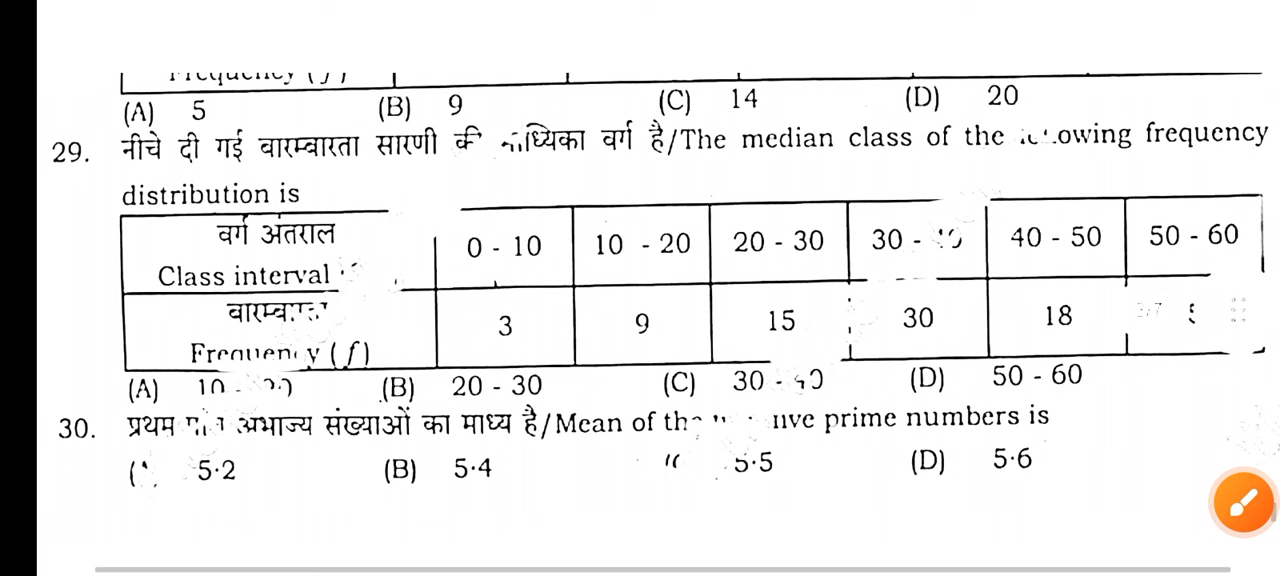 (A) 5 (B) 9 (C) 14 (D) 20
29. नीचे दी गई वारम्वारता सारणी की वर्ग है/The median class of the frequency
distribution is
वर्ग अंतराल
Class interval 0 - 10 10 - 20 20 - 30 30 - 40 - 50 50 - 60
3 9 15 30 18
Frequency (f)
(A) (B) 20 - 30 (C) 30 - 40 (D) 50 - 60
30. प्रथम अभाज्य संख्याओं का माध्य है/Mean of prime numbers is
5·2 (B) 5·4 5·5 (D) 5·6